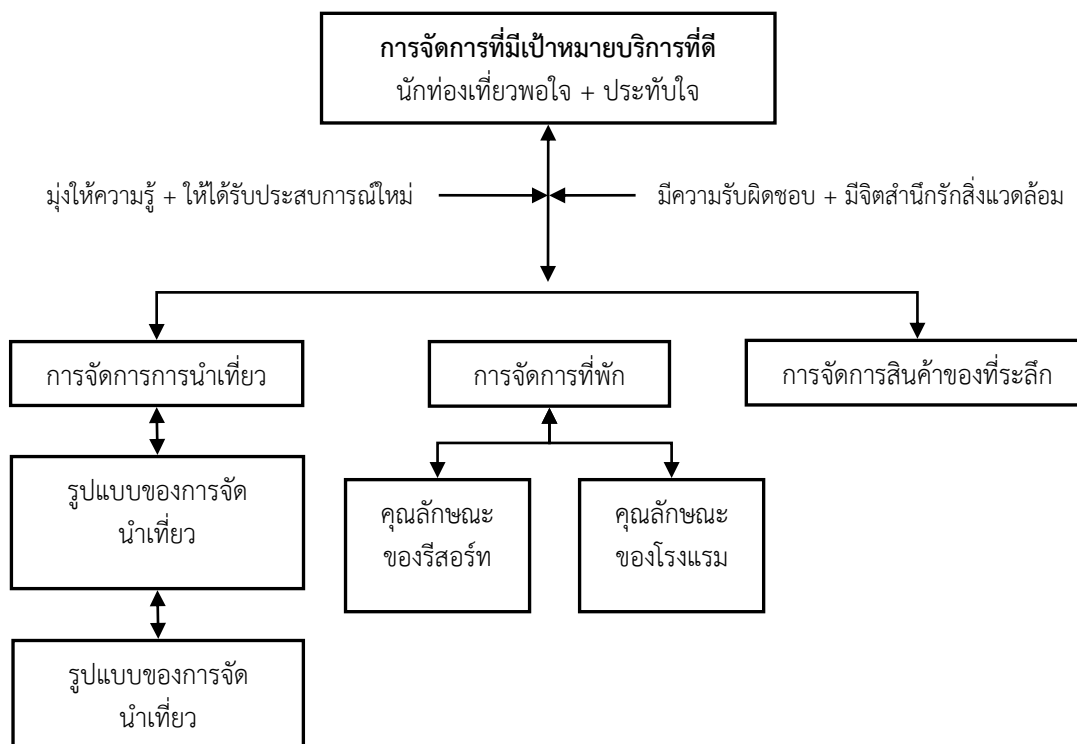 การจัดการที่มีเป้าหมายบริการที่ดี
นักท่องเที่ยวพอใจ + ประทับใจ
มุ่งให้ความรู้ + ให้ได้รับประสบการณ์ใหม่
มีความรับผิดชอบ + มีจิตสำนึกรักสิ่งแวดล้อม
การจัดการการนำเที่ยว
การจัดการที่พัก
การจัดการสินค้าของที่ระลึก
รูปแบบของการจัด
นำเที่ยว
คุณลักษณะ
ของรีสอร์ท
คุณลักษณะ
ของโรงแรม
รูปแบบของการจัด
นำเที่ยว